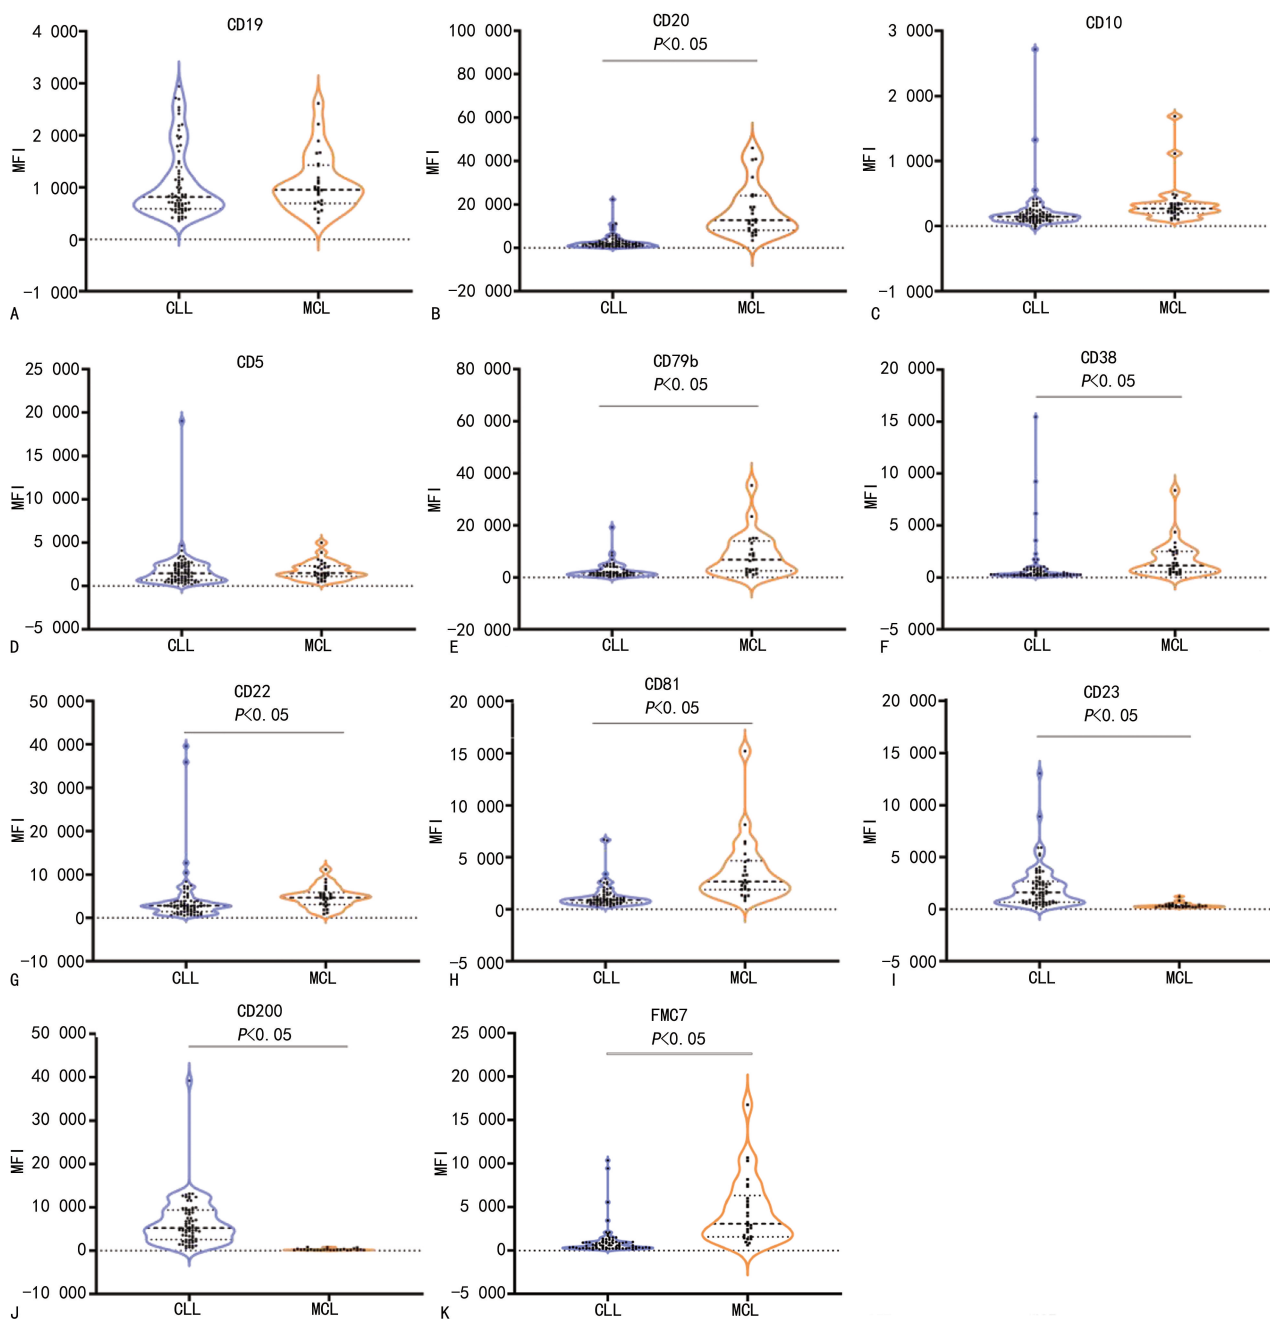 CD19
4 000
3 000
2 000
1 000
0
−1 000
MFI
CLL
MCL
A
CD20
P<0.05
100 000
80 000
60 000
40 000
20 000
0
−20 000
MFI
CLL
MCL
B
CD10
3 000
2 000
1 000
0
−1 000
MFI
CLL
MCL
C
CD5
25 000
20 000
15 000
10 000
5 000
0
−5 000
MFI
CLL
MCL
D
CD79b
P<0.05
80 000
60 000
40 000
20 000
0
−20 000
MFI
CLL
MCL
E
CD38
P<0.05
20 000
15 000
10 000
5 000
0
−5 000
MFI
CLL
MCL
F
CD22
P<0.05
50 000
40 000
30 000
20 000
10 000
0
−10 000
MFI
CLL
MCL
G
CD81
P<0.05
20 000
15 000
10 000
5 000
0
−5 000
MFI
CLL
MCL
H
CD23
P<0.05
20 000
15 000
10 000
5 000
0
−5 000
MFI
CLL
MCL
I
CD200
P<0.05
50 000
40 000
30 000
20 000
10 000
0
−10 000
MFI
CLL
MCL
J
FMC7
P<0.05
25 000
20 000
15 000
10 000
5 000
0
−5 000
MFI
CLL
MCL
K